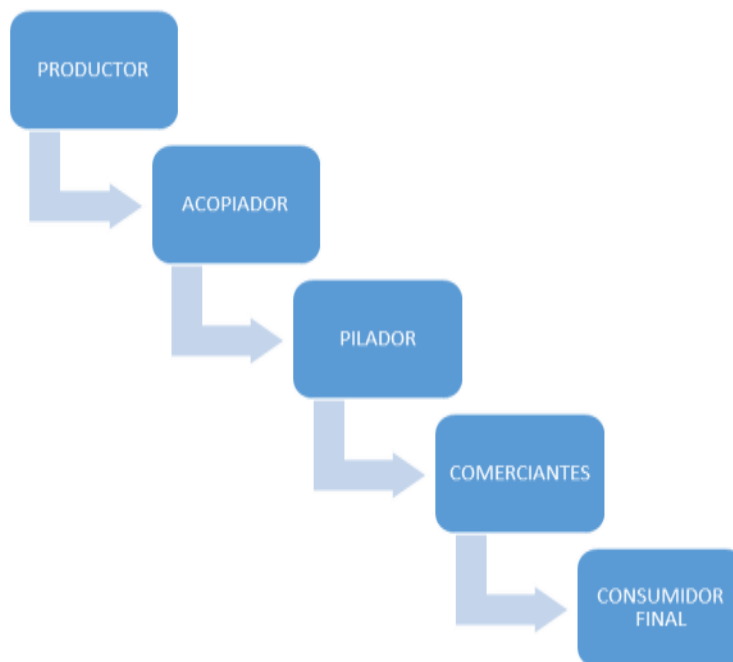 PRODUCTOR
ACOPIADOR
PILADOR
COMERCIANTES
CONSUMIDOR
FINAL